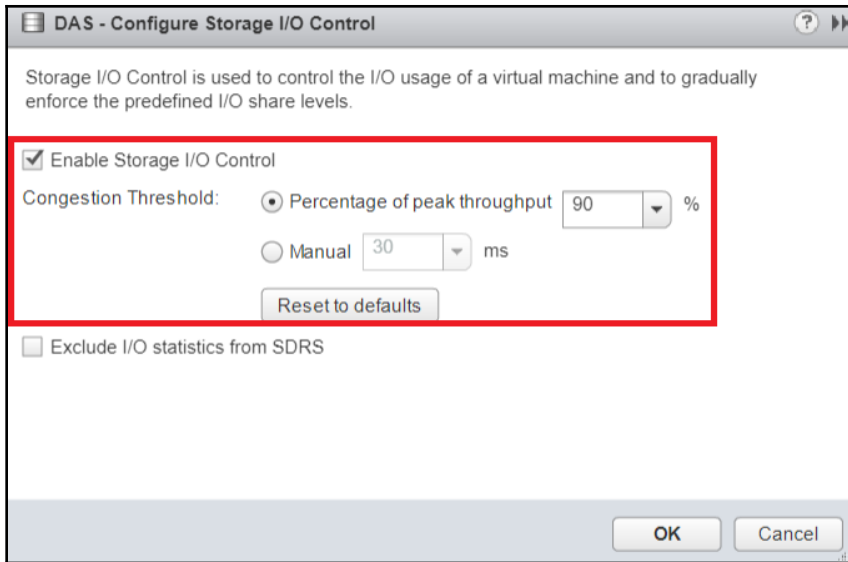 DAS - Configure Storage I/O Control
?
Storage I/O Control is used to control the I/O usage of a virtual machine and to gradually
enforce the predefined I/O share levels.
Enable Storage I/O Control
Congestion Threshold: Percentage of peak throughput 90 %
Manual 30 ms
Reset to defaults
Exclude I/O statistics from SDRS
OK Cancel